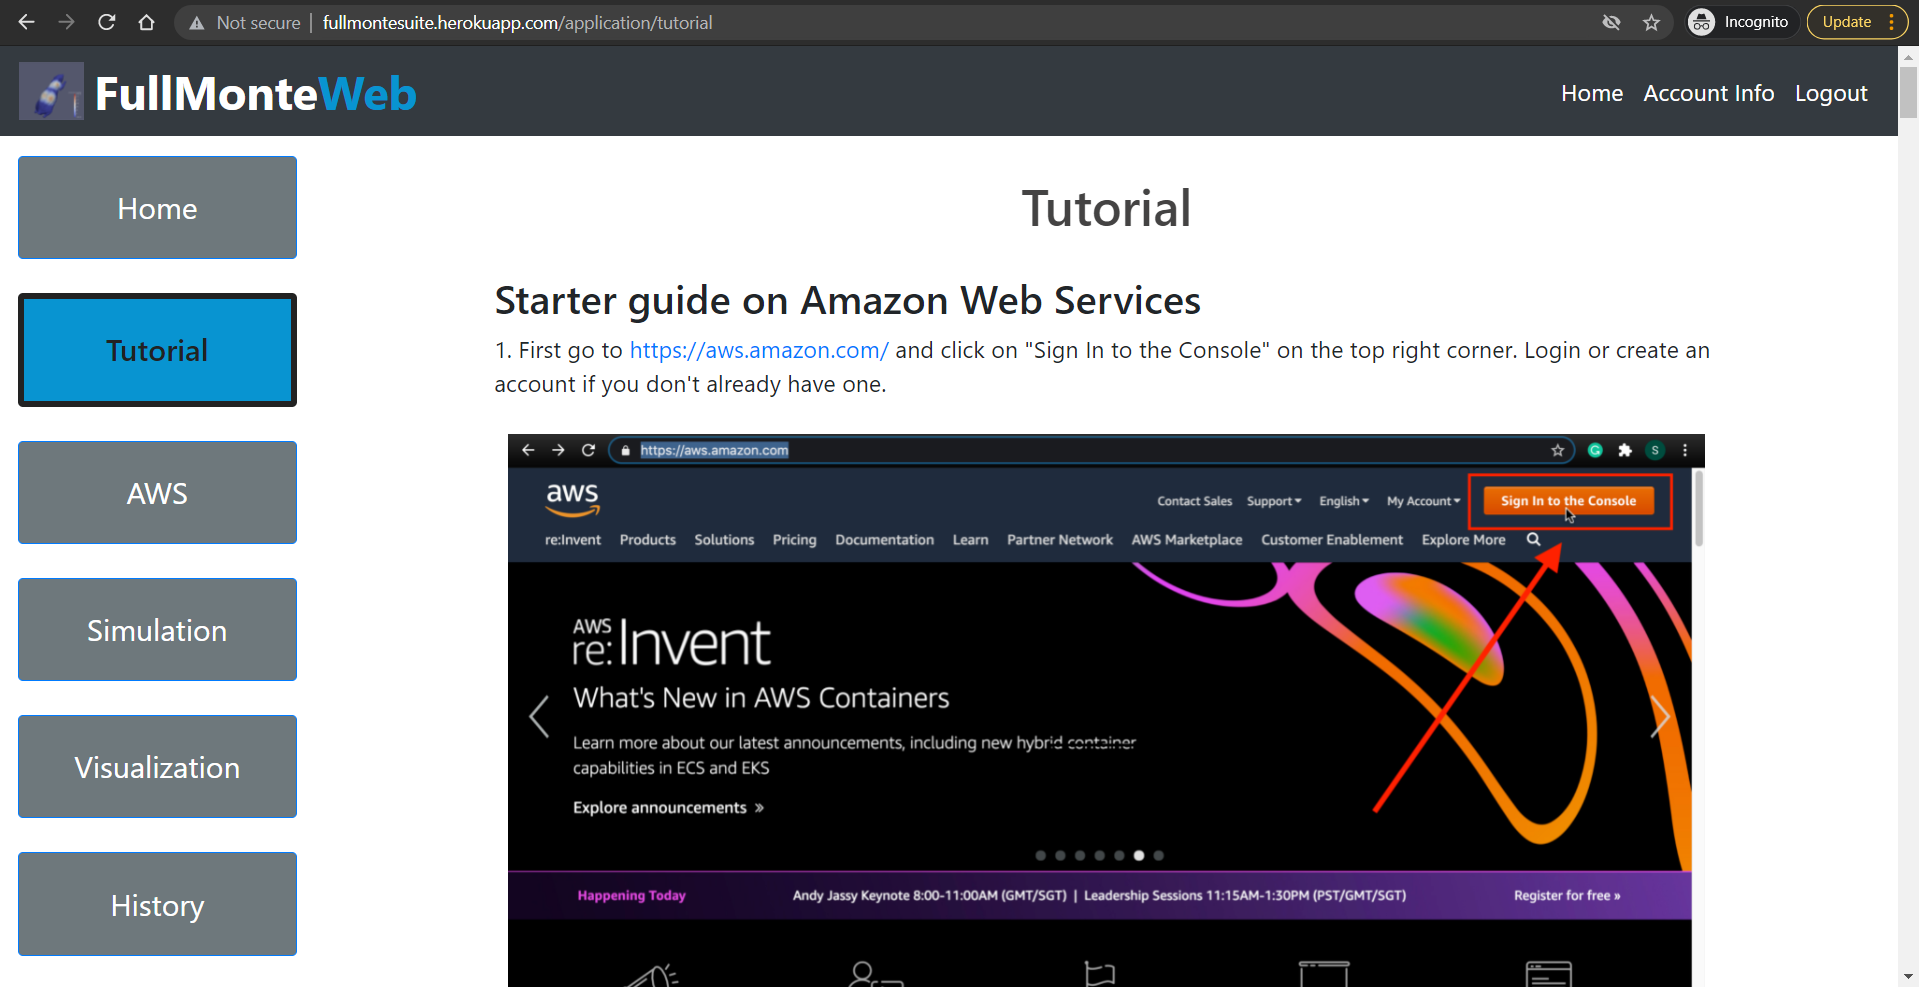 Not secure | fullmontesuite.herokuapp.com/application/tutorial Incognito Update
FullMonteWeb Home Account Info Logout
Home
Tutorial
AWS
Simulation
Visualization
History
Tutorial
Starter guide on Amazon Web Services
1. First go to https://aws.amazon.com/ and click on "Sign In to the Console" on the top right corner. Login or create an
account if you don't already have one.
https://aws.amazon.com S
aws Contact Sales Support English My Account Sign In to the Console
re:Invent Products Solutions Pricing Documentation Learn Partner Network AWS Marketplace Customer Enablement Explore More
AWS
re:Invent
What's New in AWS Containers
Learn more about our latest announcements, including new hybrid container
capabilities in ECS and EKS
Explore announcements »
Happening Today Andy Jassy Keynote 8:00-11:00AM (GMT/SGT) | Leadership Sessions 11:15AM-1:30PM (PST/GMT/SGT) Register for free »